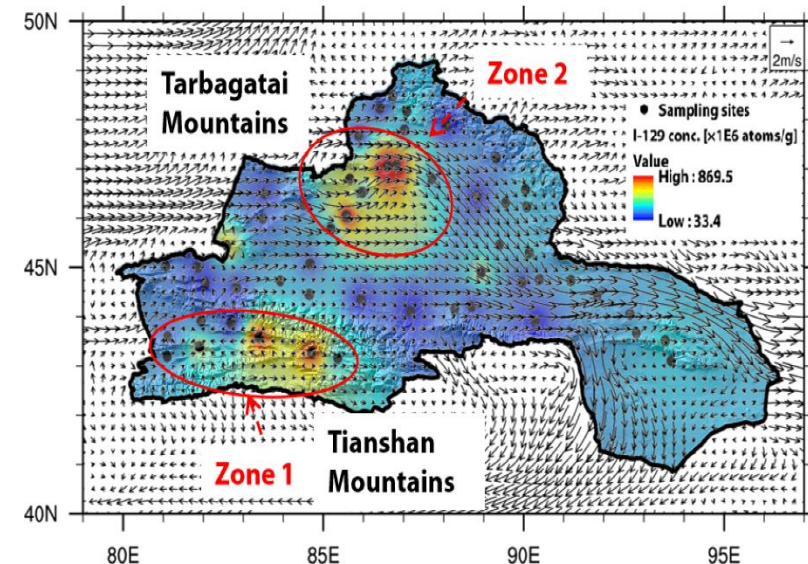 50N
Tarbagatai
Mountains
Zone 2
2m/s
Sampling sites
I-129 conc. [×1E6 atoms/g]
Value
High : 869.5
Low : 33.4
45N
Zone 1
Tianshan
Mountains
40N
80E
85E
90E
95E